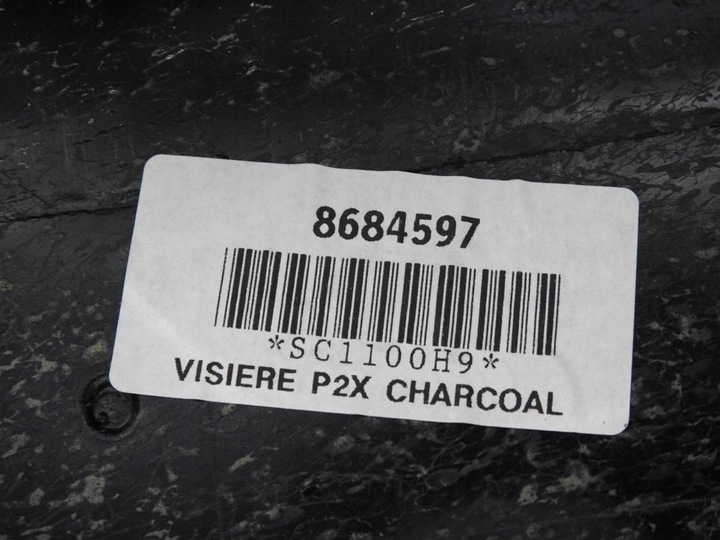 8684597
*SC1100H9*
VISIERE P2X CHARCOAL